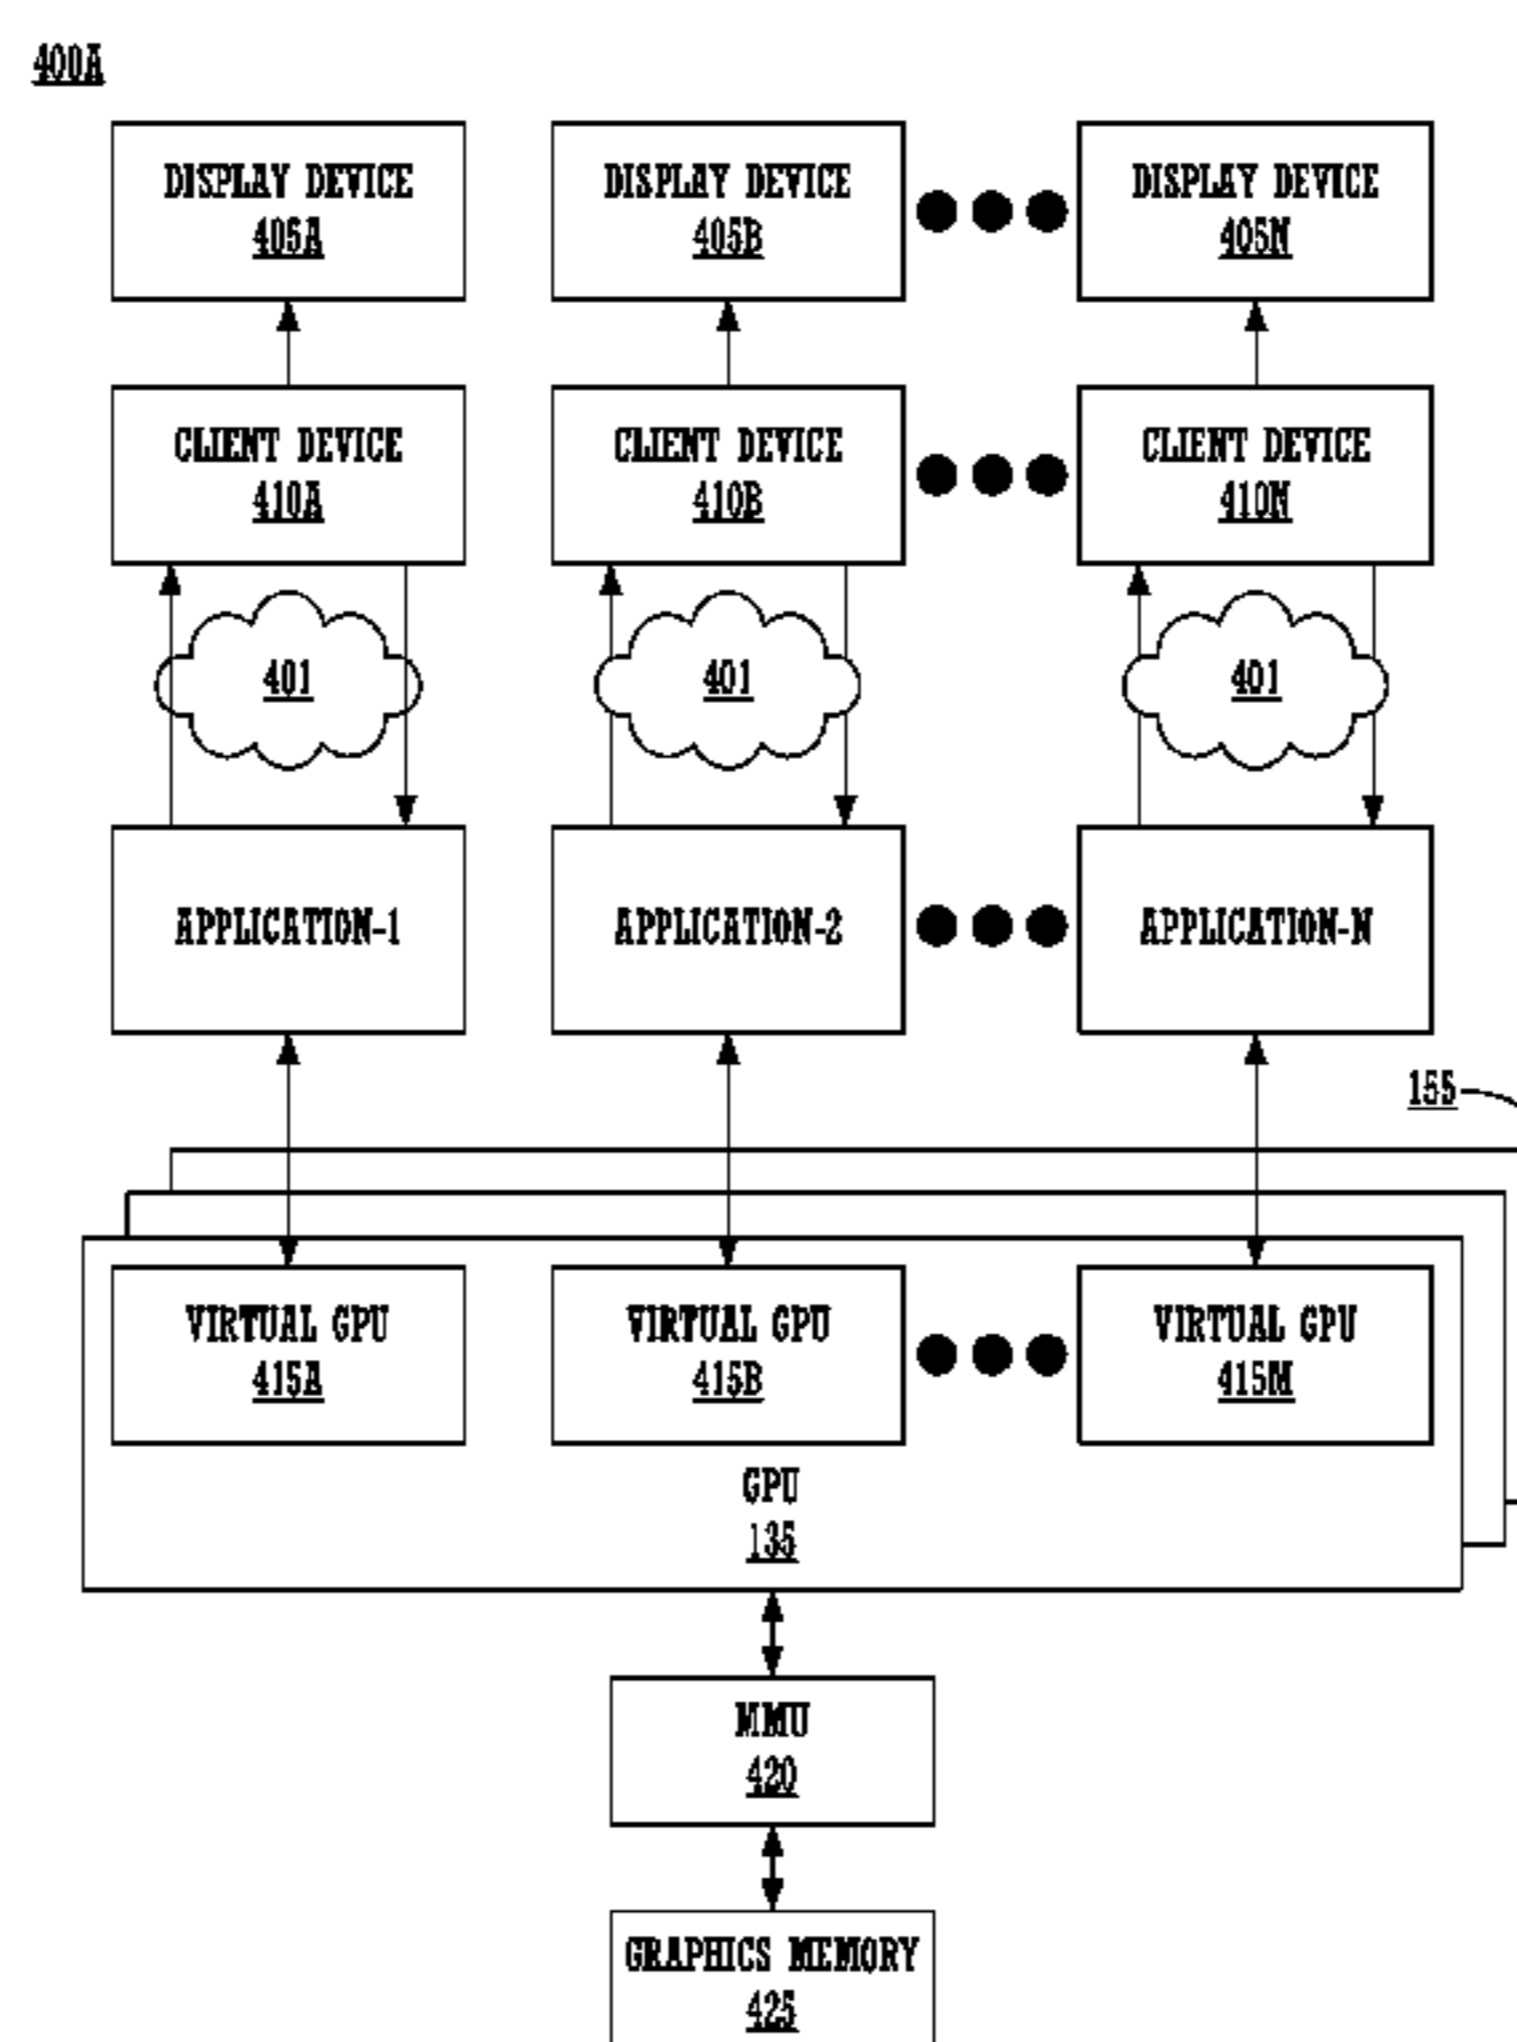 400A
DISPLAY DEVICE
405A
DISPLAY DEVICE
405B
DISPLAY DEVICE
405N
CLIENT DEVICE
410A
CLIENT DEVICE
410B
CLIENT DEVICE
410N
401
401
401
APPLICATION-1
APPLICATION-2
APPLICATION-N
155
VIRTUAL GPU
415A
VIRTUAL GPU
415B
VIRTUAL GPU
415M
GPU
135
MMU
420
GRAPHICS MEMORY
425